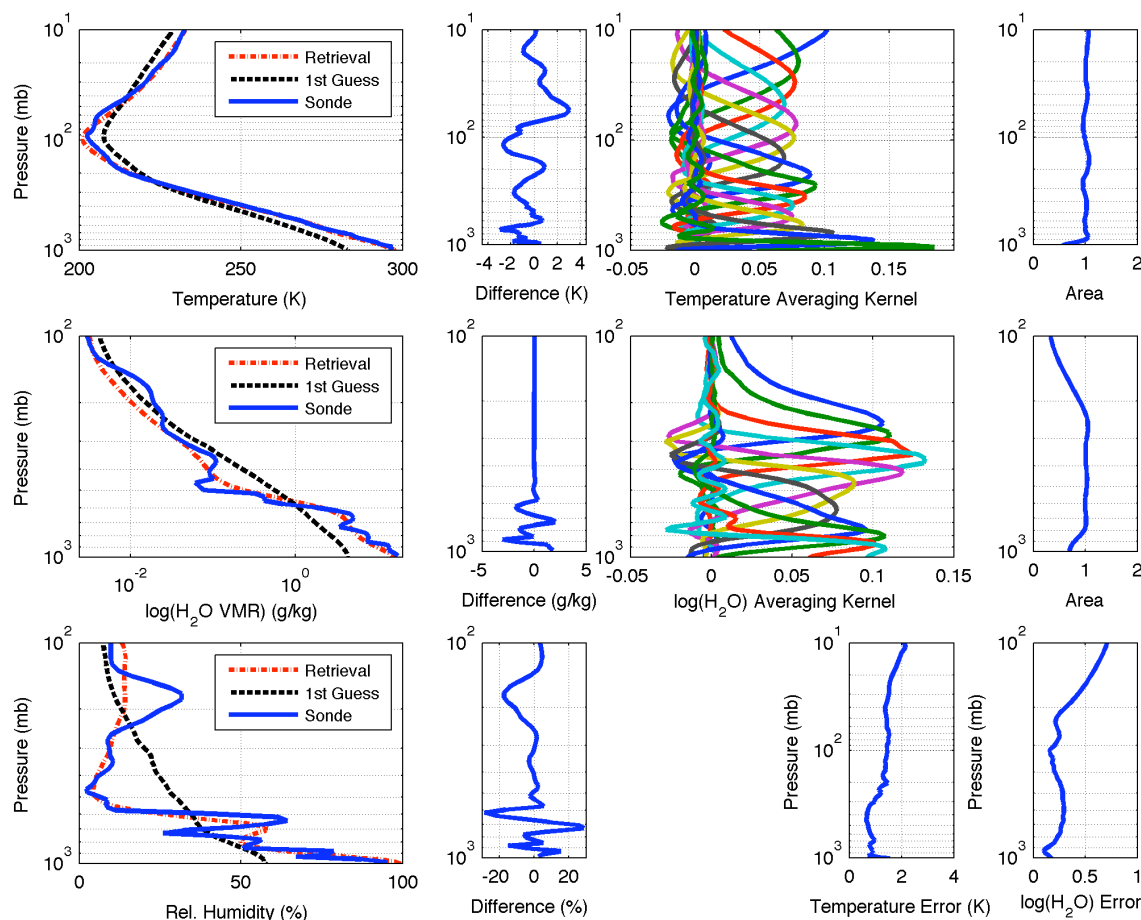 10^1
10^2
10^3
Pressure (mb)
200 250 300
Temperature (K)
Retrieval
1st Guess
Sonde
10^1
10^2
10^3
-4 -2 0 2 4
Difference (K)
10^1
10^2
10^3
-0.05 0 0.05 0.1 0.15
Temperature Averaging Kernel
10^1
10^2
10^3
0 1 2
Area
10^2
10^3
Pressure (mb)
10^-2 10^0
log(H2O VMR) (g/kg)
Retrieval
1st Guess
Sonde
10^2
10^3
-5 0 5
Difference (g/kg)
10^2
10^3
-0.05 0 0.05 0.1 0.15
log(H2O) Averaging Kernel
10^2
10^3
0 1 2
Area
10^2
10^3
Pressure (mb)
0 50 100
Rel. Humidity (%)
Retrieval
1st Guess
Sonde
10^2
10^3
-20 0 20
Difference (%)
10^1
10^2
10^3
Pressure (mb)
0 2 4
Temperature Error (K)
10^2
10^3
Pressure (mb)
0 0.5 1
log(H2O) Error